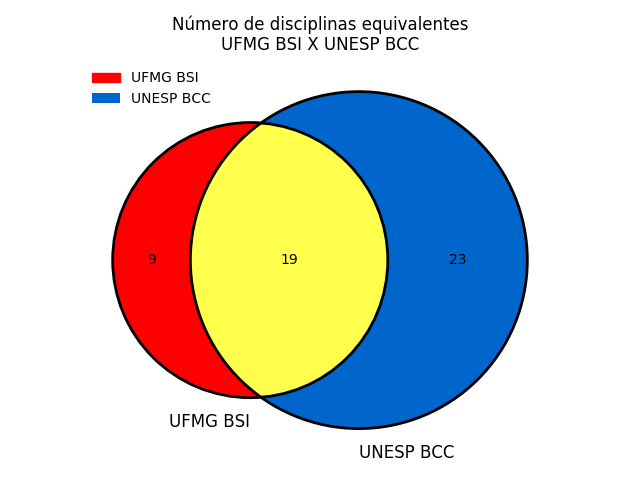 Número de disciplinas equivalentes
UFMG BSI X UNESP BCC
UFMG BSI
UNESP BCC
9
19
23
UFMG BSI
UNESP BCC